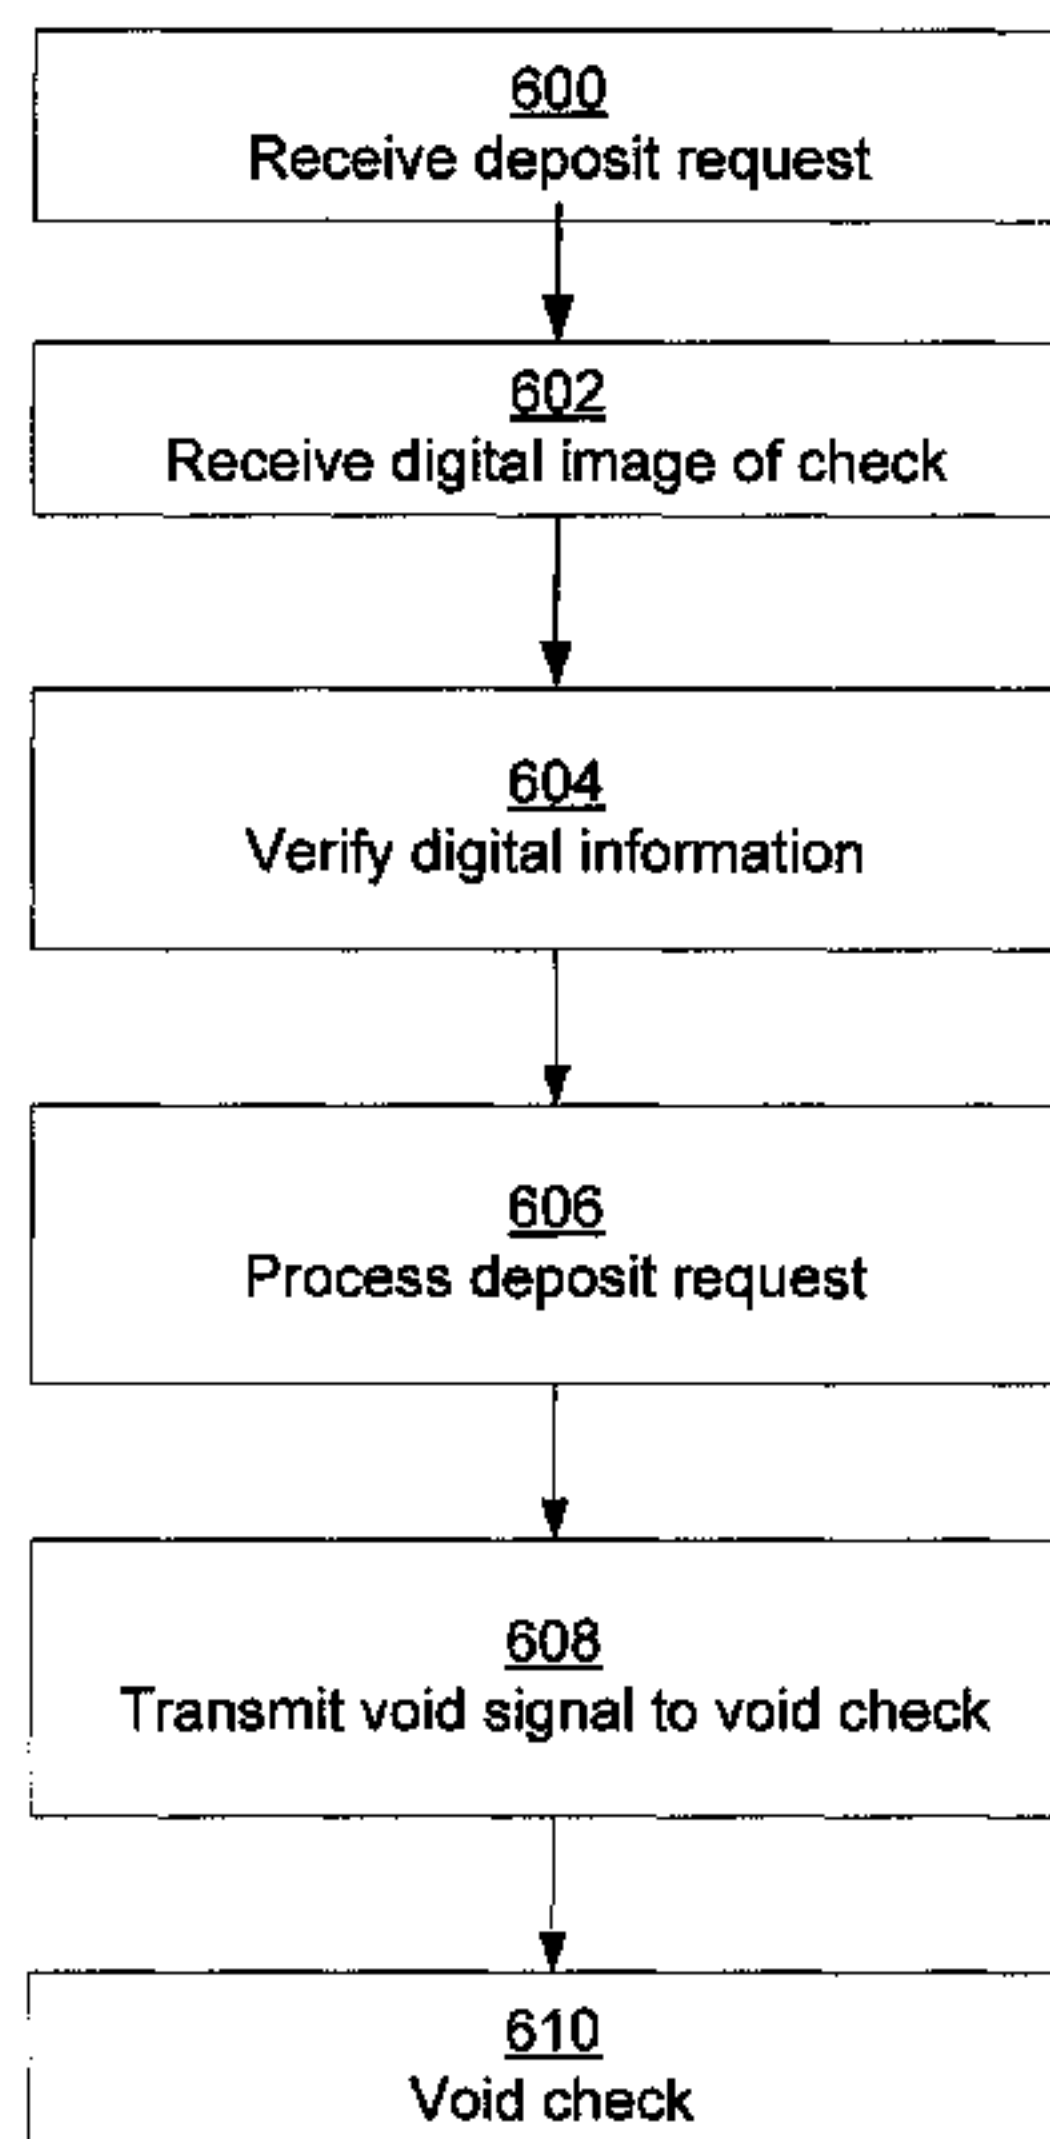 600
Receive deposit request
602
Receive digital image of check
604
Verify digital information
606
Process deposit request
608
Transmit void signal to void check
610
Void check